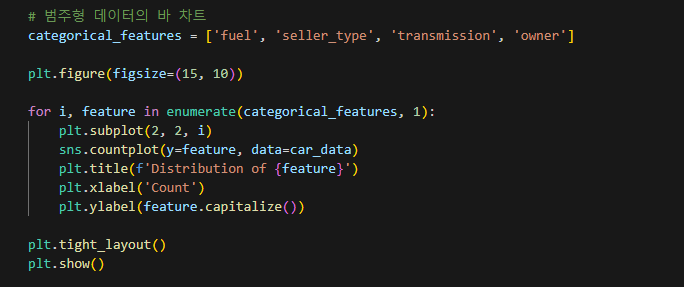 # 범주형 데이터의 바 차트
categorical_features = ['fuel', 'seller_type', 'transmission', 'owner']
plt.figure(figsize=(15, 10))
for i, feature in enumerate(categorical_features, 1):
    plt.subplot(2, 2, i)
    sns.countplot(y=feature, data=car_data)
    plt.title(f'Distribution of {feature}')
    plt.xlabel('Count')
    plt.ylabel(feature.capitalize())
plt.tight_layout()
plt.show()